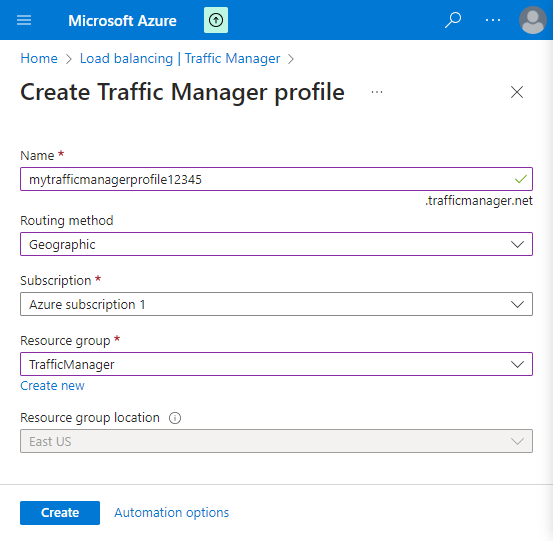 Microsoft Azure
Home > Load balancing | Traffic Manager >
Create Traffic Manager profile ...
Name *
mytrafficmanagerprofile12345
.trafficmanager.net
Routing method
Geographic
Subscription *
Azure subscription 1
Resource group *
TrafficManager
Create new
Resource group location
East US
Create Automation options